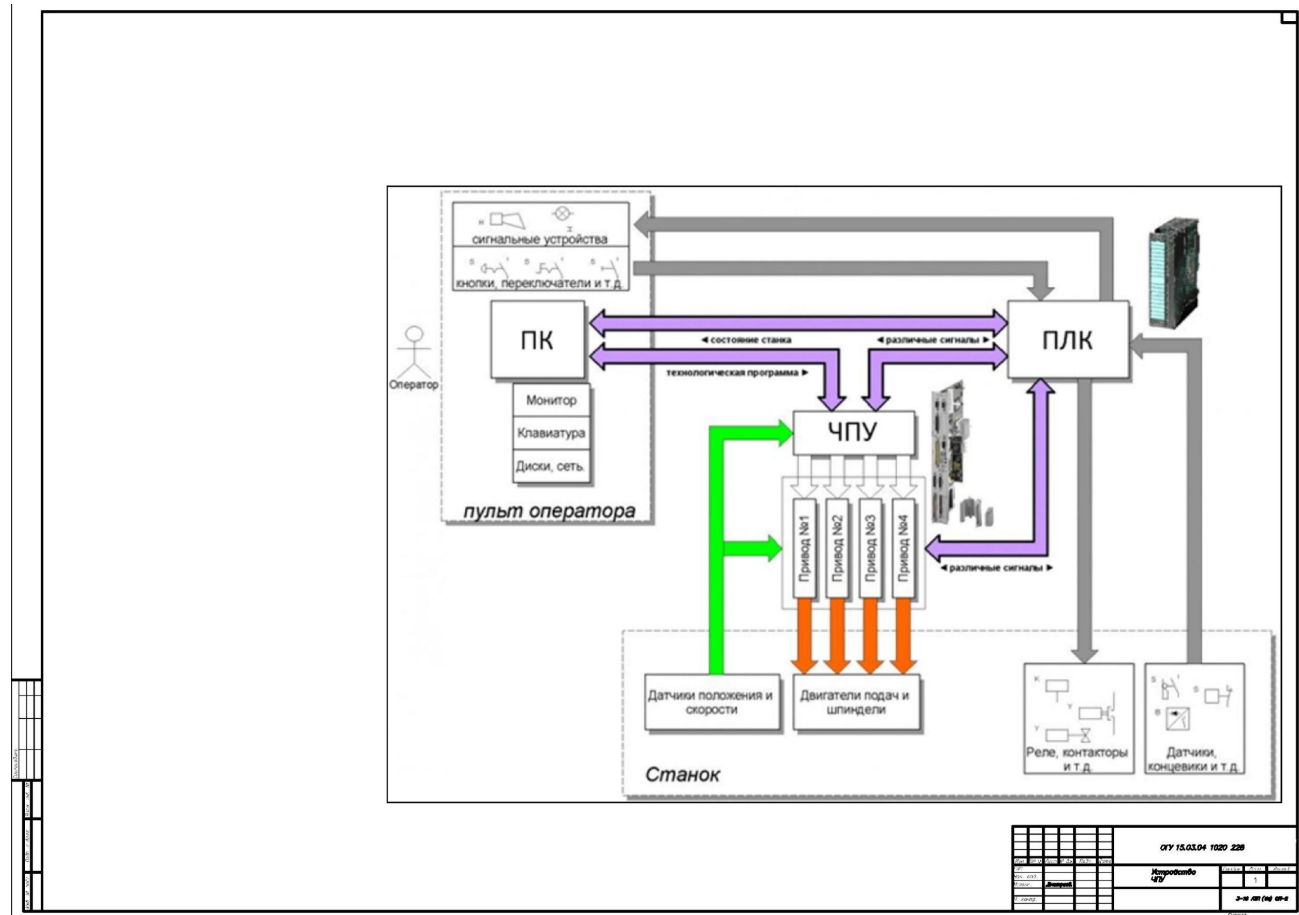 сигнальные устройства
кнопки, переключатели и т.д.
ПК
ПЛК
◄ состояние станка
◄ различные сигналы ►
технологическая программа ►
Оператор
Монитор
Клавиатура
Диски, сеть.
ЧПУ
пульт оператора
Привод №1
Привод №2
Привод №3
Привод №4
◄ различные сигналы ►
Датчики положения и
скорости
Двигатели подач и
шпиндели
Реле, контакторы
и т.д.
Датчики,
концевики и т.д.
Станок
ОГУ 15.03.04 1020 228
Устройство
ЧПУ
1